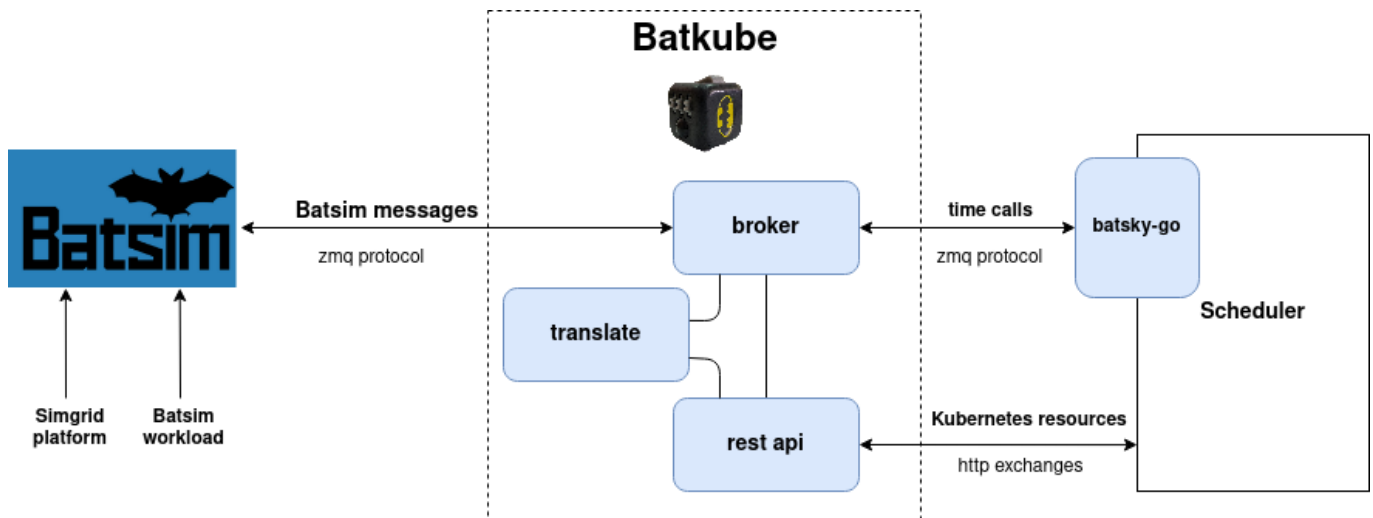 Batkube
Batsim
Batsim messages
zmq protocol
broker
time calls
zmq protocol
batsky-go
Scheduler
translate
Simgrid
platform
Batsim
workload
rest api
Kubernetes resources
http exchanges